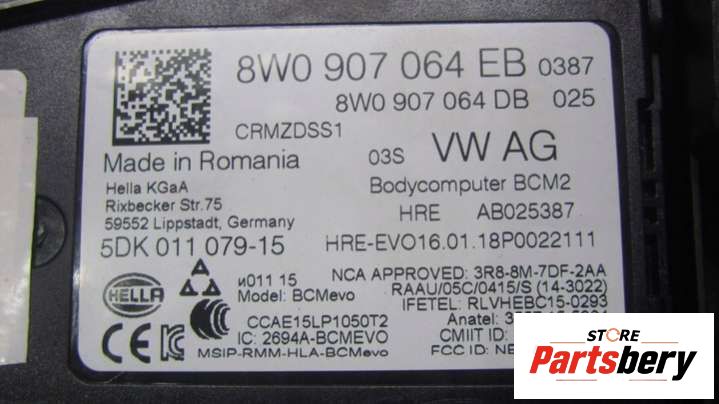 8W0 907 064 EB 0387
8W0 907 064 DB 025
CRMZDSS1
Made in Romania 03S VW AG
Hella KGaA
Rixbecker Str.75
59552 Lippstadt, Germany
Bodycomputer BCM2
HRE AB025387
5DK 011 079-15 HRE-EVO16.01.18P0022111
NCA APPROVED: 3R8-8M-7DF-2AA
ᴎ011 15 RAAU/05C/0415/S (14-3022)
HELLA Model: BCMevo IFETEL: RLVHEBC15-0293
CCAE15LP1050T2 Anatel:
CE IC: 2694A-BCMEVO CMIIT ID:
MSIP-RMM-HLA-BCMevo FCC ID:
STORE
Partsbery